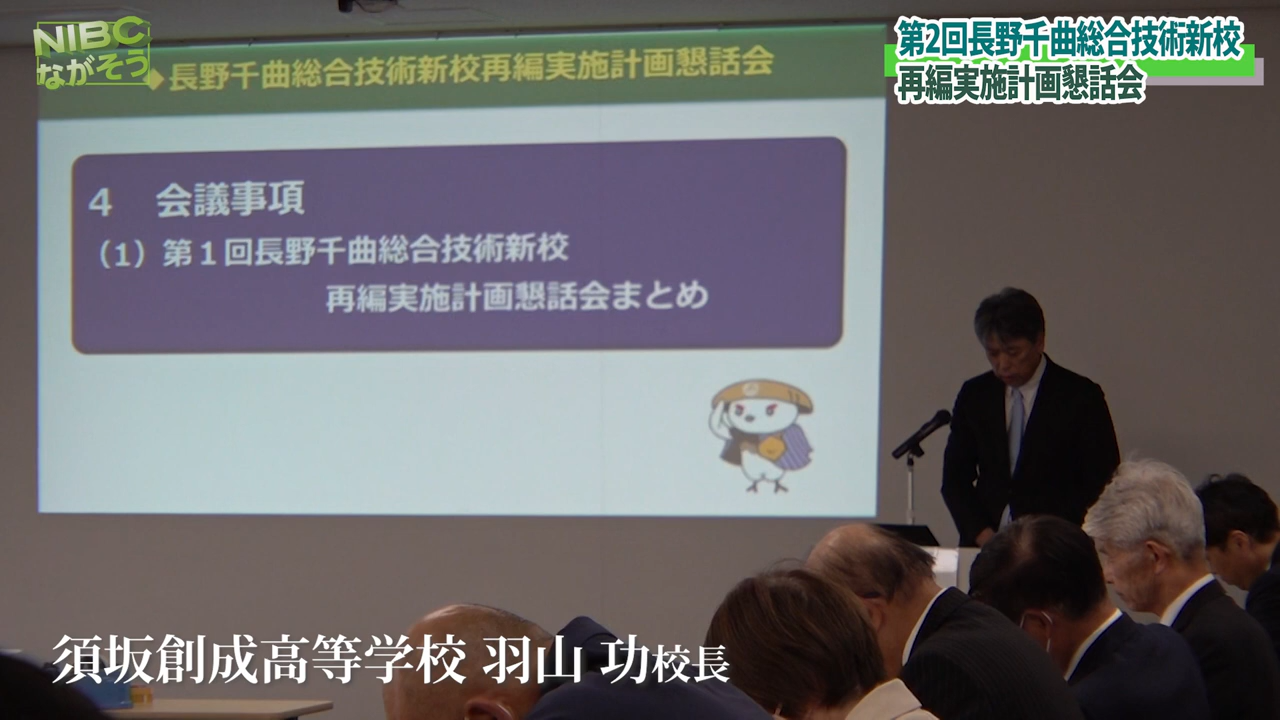 NIBC
ながそう
第2回長野千曲総合技術新校
再編実施計画懇話会
◆長野千曲総合技術新校再編実施計画懇話会
4 会議事項
(1)第1回長野千曲総合技術新校
再編実施計画懇話会まとめ
須坂創成高等学校 羽山 功校長